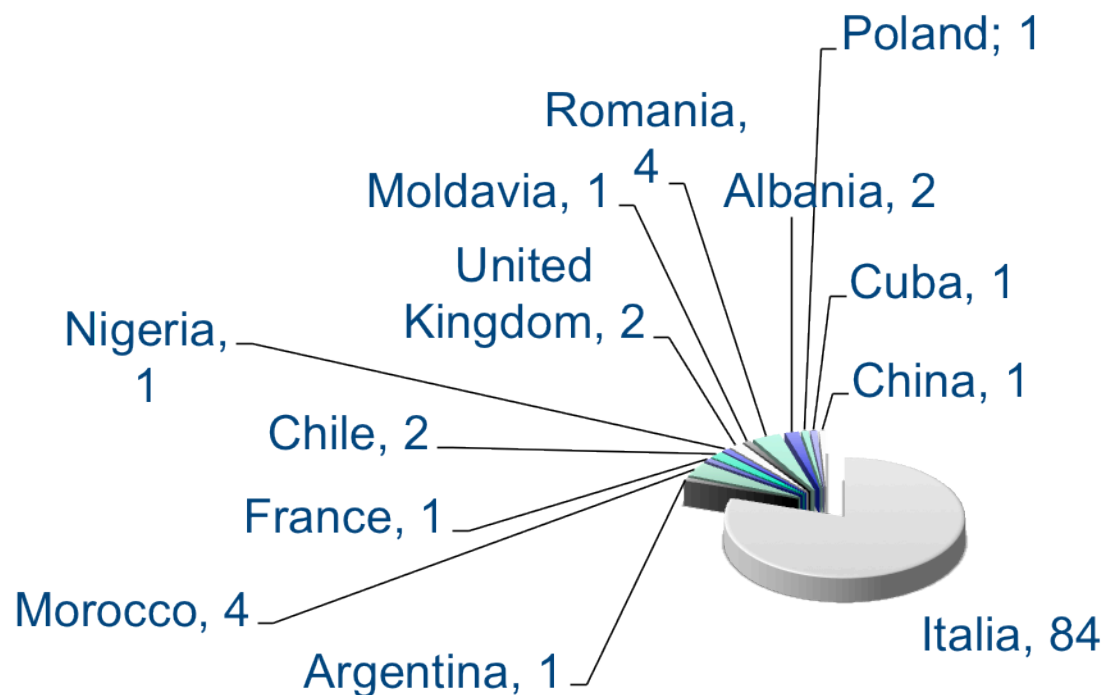 Poland; 1
Romania,
4
Moldavia, 1
Albania, 2
United
Kingdom, 2
Cuba, 1
Nigeria,
1
China, 1
Chile, 2
France, 1
Morocco, 4
Italia, 84
Argentina, 1